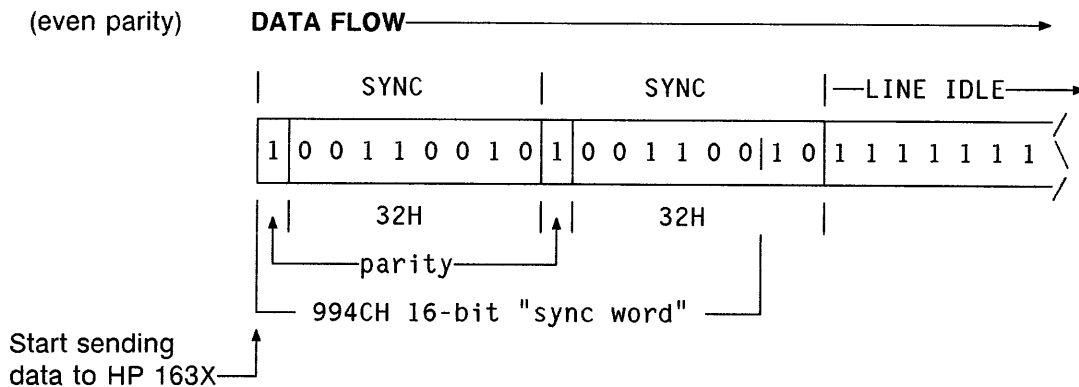 (even parity) DATA FLOW
SYNC SYNC LINE IDLE
1 0 0 1 1 0 0 1 0 1 0 0 1 1 0 0 1 0 1 1 1 1 1 1 1
32H 32H
parity
994CH 16-bit "sync word"
Start sending
data to HP 163X